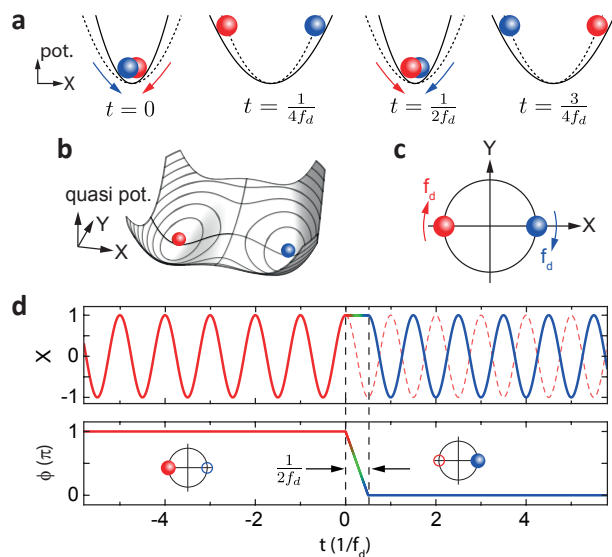 a
pot.
X
t = 0
t = 1/4f_d
t = 1/2f_d
t = 3/4f_d
b
quasi pot.
Y
X
c
Y
X
f_d
f_d
d
X
1
0
-1
ϕ (π)
1
0
1/2f_d
-4 -2 0 2 4
t (1/f_d)